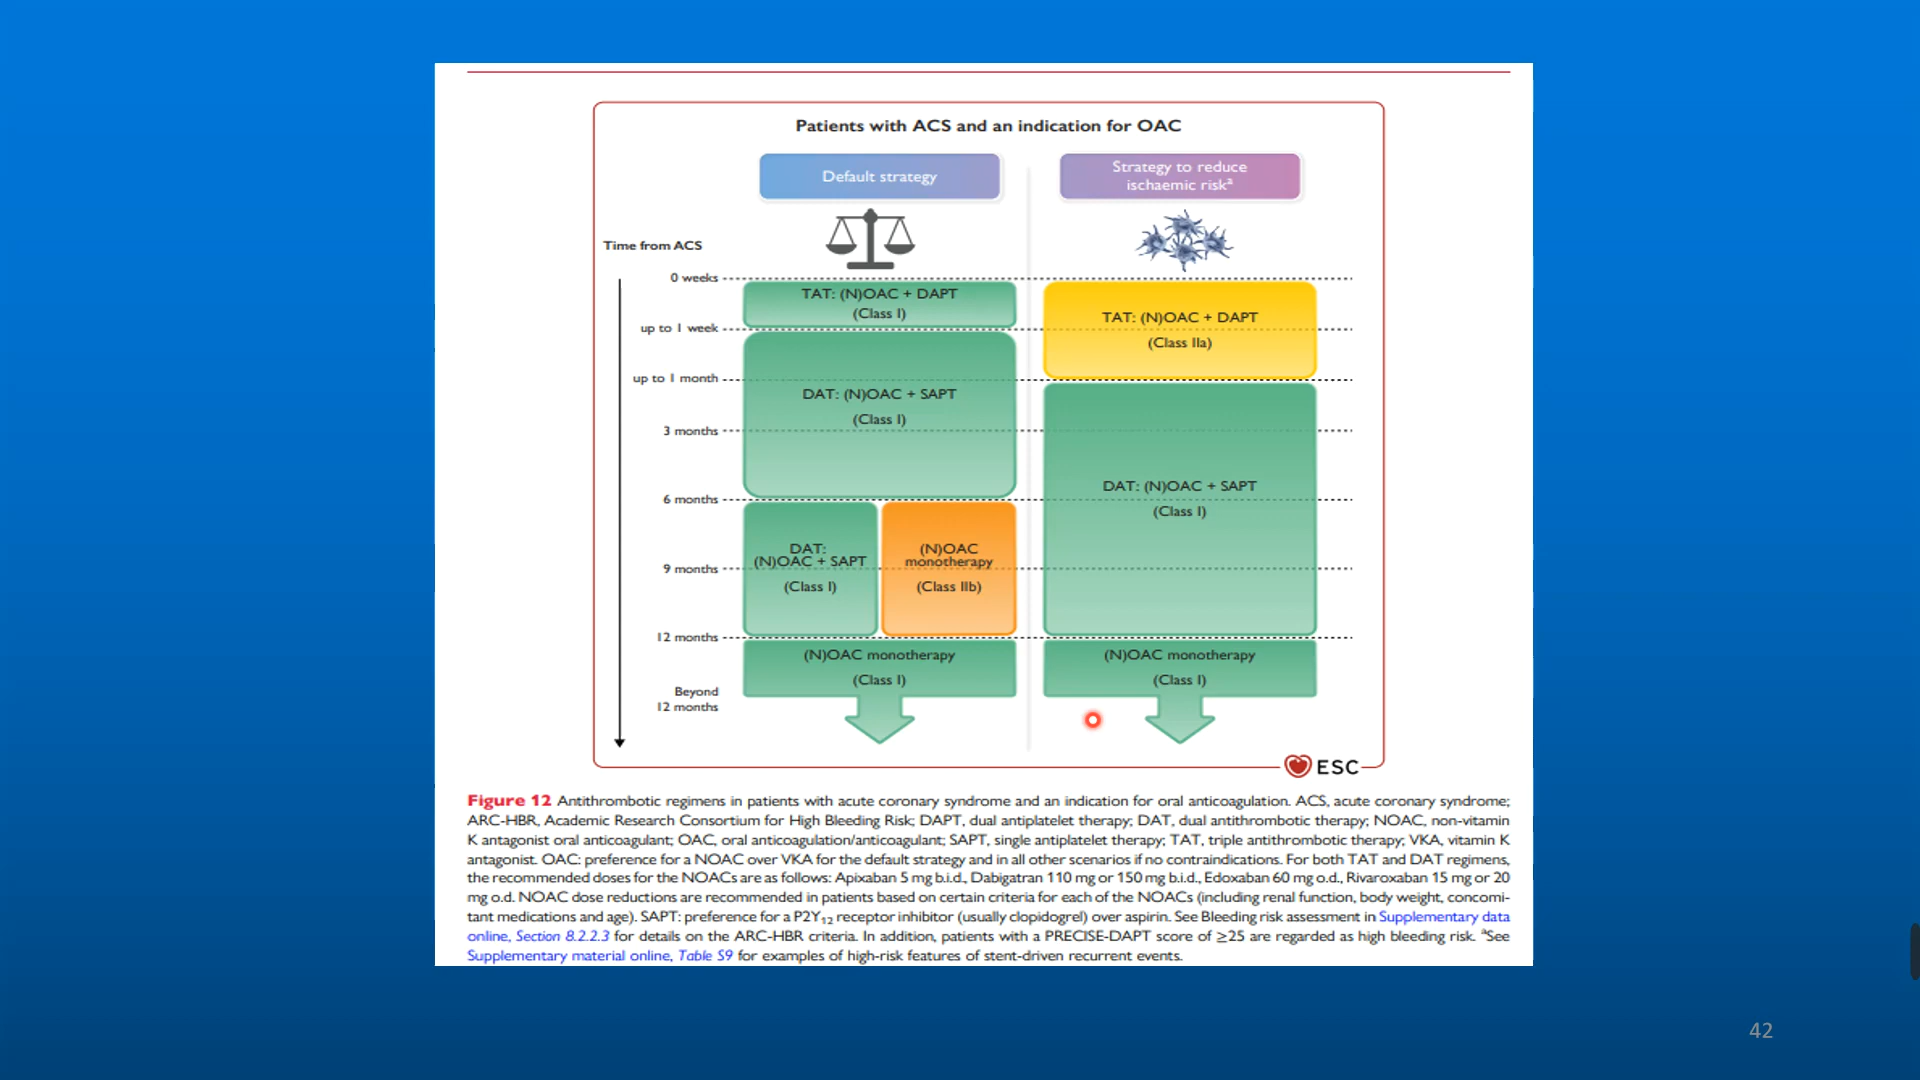 Patients with ACS and an indication for OAC
Default strategy
Strategy to reduce
ischaemic riskᵃ
Time from ACS
0 weeks
TAT: (N)OAC + DAPT
(Class I)
TAT: (N)OAC + DAPT
(Class IIa)
up to 1 week
up to 1 month
DAT: (N)OAC + SAPT
(Class I)
3 months
DAT: (N)OAC + SAPT
(Class I)
6 months
DAT:
(N)OAC + SAPT
(Class I)
(N)OAC
monotherapy
(Class IIb)
9 months
12 months
(N)OAC monotherapy
(Class I)
(N)OAC monotherapy
(Class I)
Beyond
12 months
ESC
Figure 12 Antithrombotic regimens in patients with acute coronary syndrome and an indication for oral anticoagulation. ACS, acute coronary syndrome;
ARC-HBR, Academic Research Consortium for High Bleeding Risk; DAPT, dual antiplatelet therapy; DAT, dual antithrombotic therapy; NOAC, non-vitamin
K antagonist oral anticoagulant; OAC, oral anticoagulation/anticoagulant; SAPT, single antiplatelet therapy; TAT, triple antithrombotic therapy; VKA, vitamin K
antagonist. OAC: preference for a NOAC over VKA for the default strategy and in all other scenarios if no contraindications. For both TAT and DAT regimens,
the recommended doses for the NOACs are as follows: Apixaban 5 mg b.i.d., Dabigatran 110 mg or 150 mg b.i.d., Edoxaban 60 mg o.d., Rivaroxaban 15 mg or 20
mg o.d. NOAC dose reductions are recommended in patients based on certain criteria for each of the NOACs (including renal function, body weight, concomi-
tant medications and age). SAPT: preference for a P2Y₁₂ receptor inhibitor (usually clopidogrel) over aspirin. See Bleeding risk assessment in Supplementary data
online, Section 8.2.2.3 for details on the ARC-HBR criteria. In addition, patients with a PRECISE-DAPT score of ≥25 are regarded as high bleeding risk. ᵃSee
Supplementary material online, Table S9 for examples of high-risk features of stent-driven recurrent events.
42